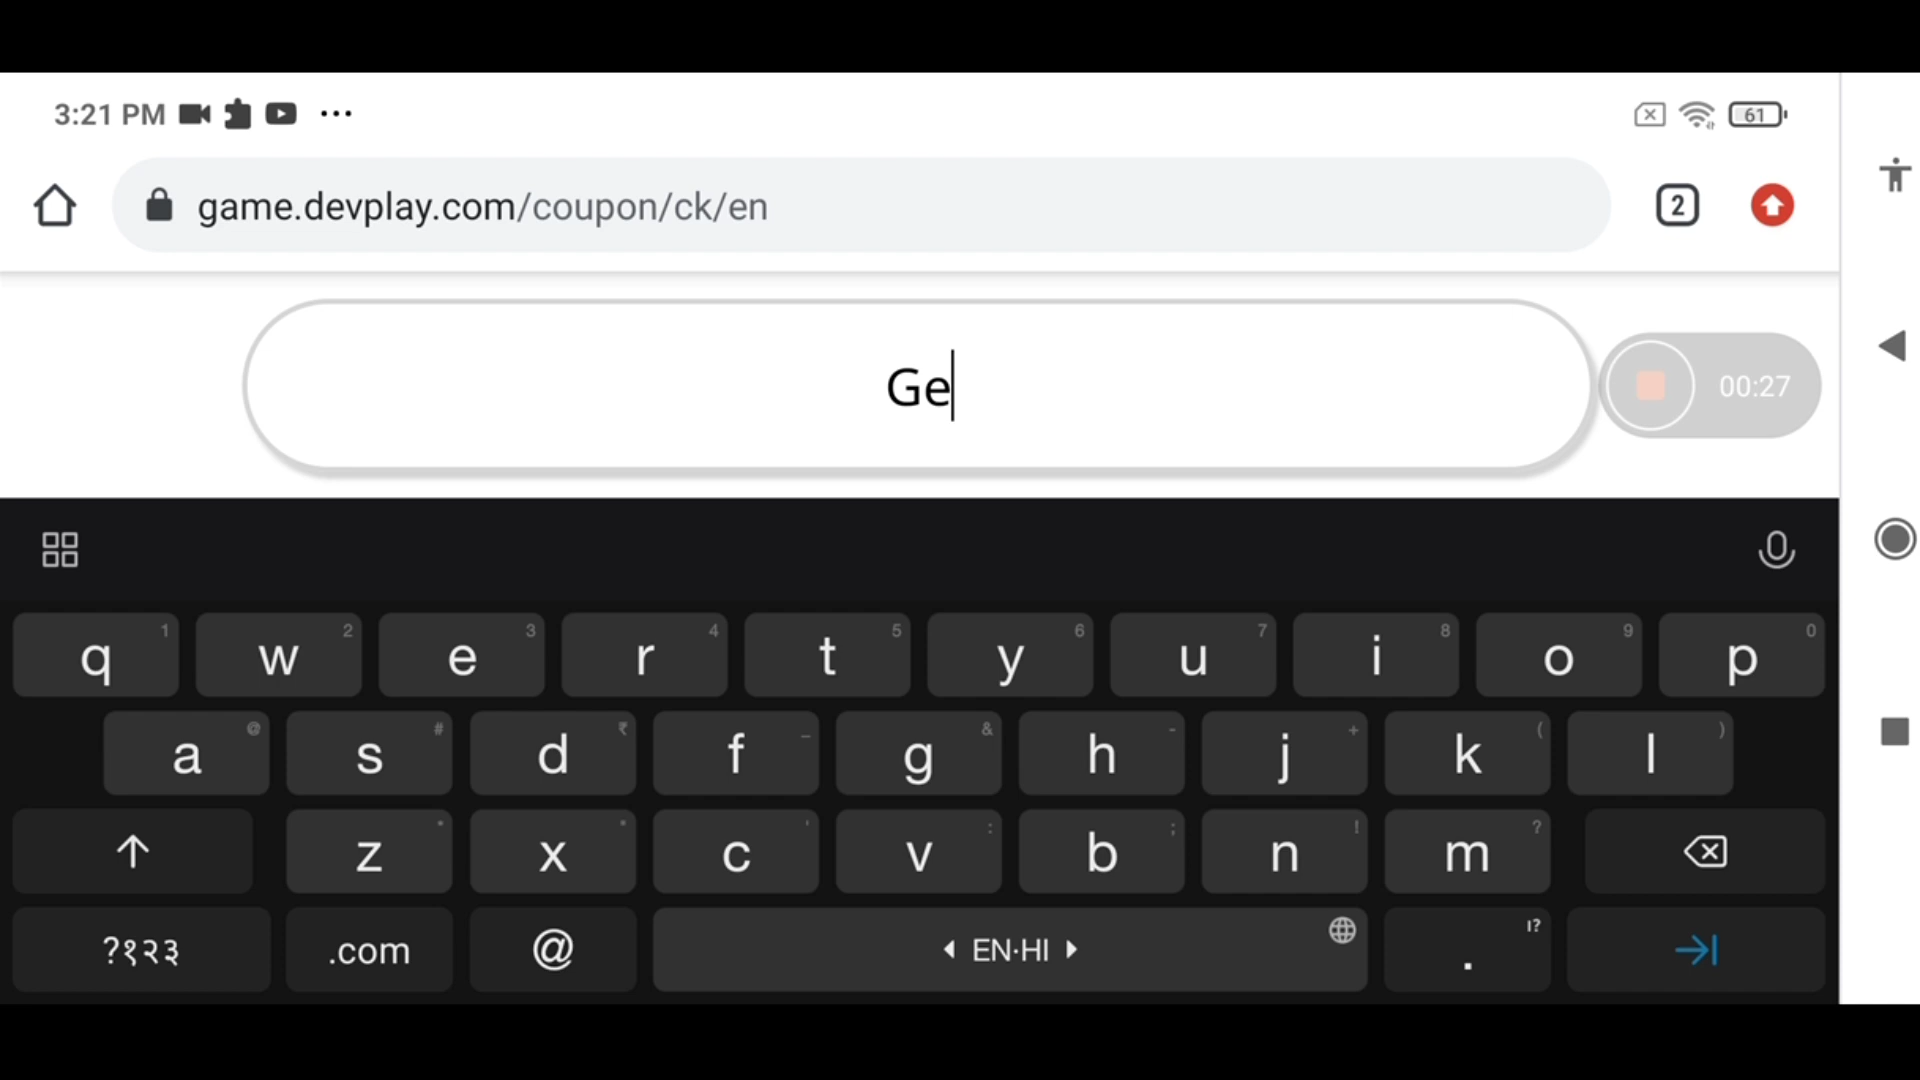 3:21 PM ... 61
game.devplay.com/coupon/ck/en 2
Ge
00:27
q 1 w 2 e 3 r 4 t 5 y 6 u 7 i 8 o 9 p 0
a @ s # d ₹ f _ g & h - j + k ( l )
z x c ' v : b ; n ! m ?
?१२३ .com @ EN·HI . !?